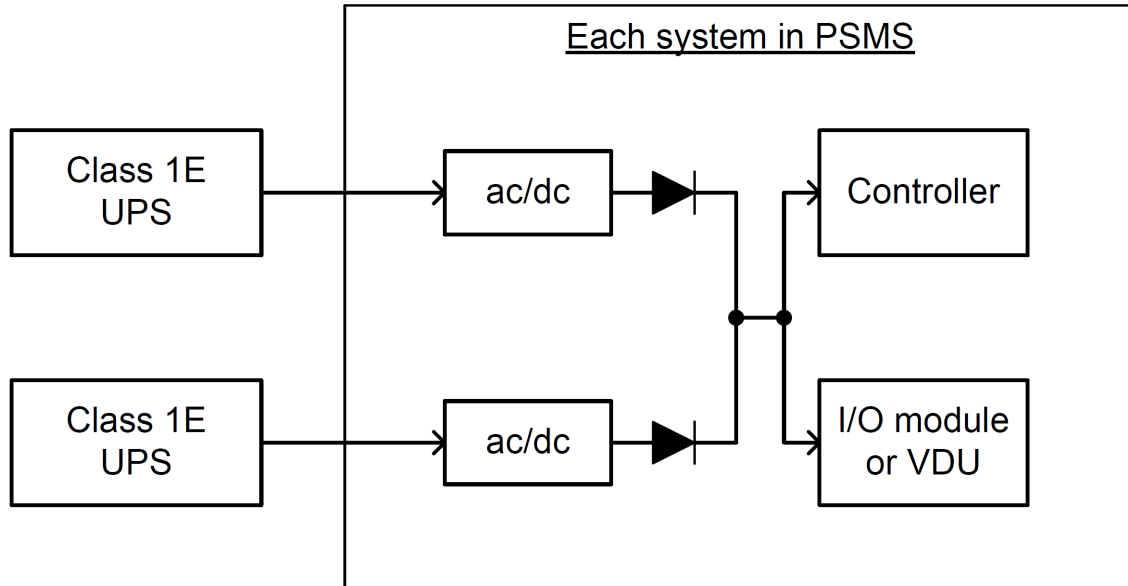 Each system in PSMS
Class 1E
UPS
ac/dc
Controller
Class 1E
UPS
ac/dc
I/O module
or VDU